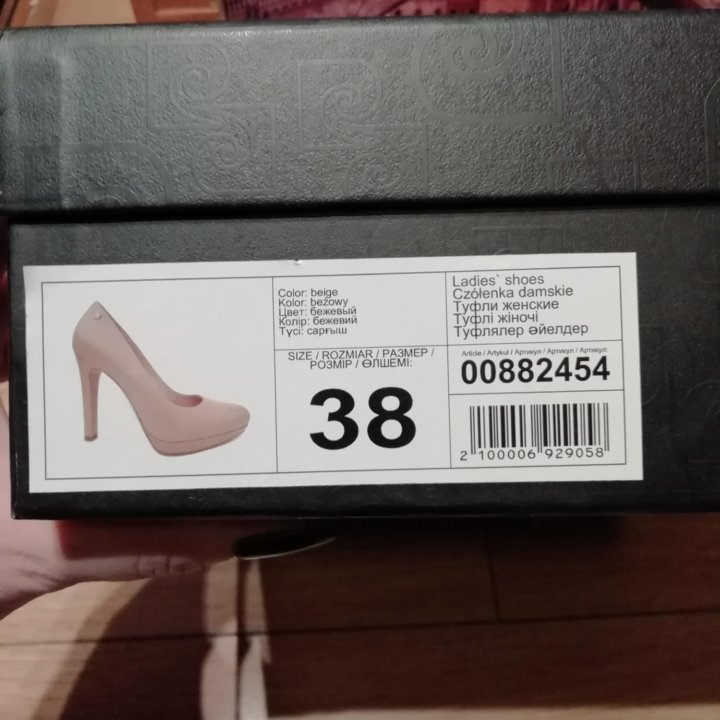 Color: beige
Kolor: beżowy
Цвет: бежевый
Колір: бежевий
Түсі: сарғыш
SIZE / ROZMIAR / РАЗМЕР /
РОЗМІР / ӨЛШЕМІ:
38
Ladies` shoes
Czółenka damskie
Туфли женские
Туфлі жіночі
Туфлялер әйелдер
Article / Artykuł / Артикул / Артикул / Артикул:
00882454
2 100006 929058